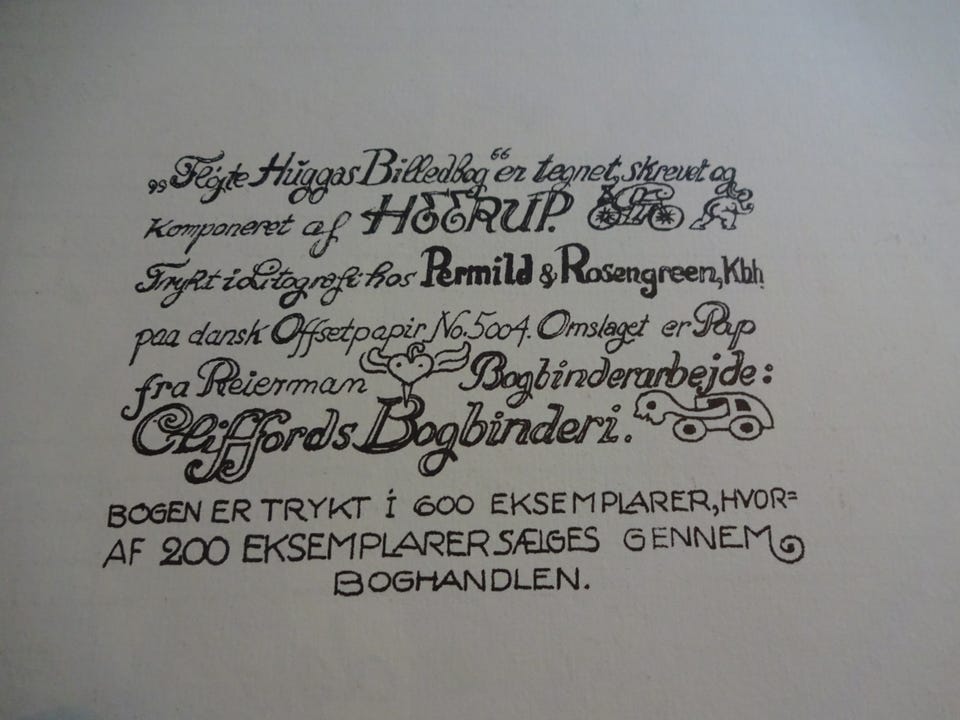 „Fløjte Huggas Billedbog“ er tegnet, skrevet og
Komponeret af HEERUP.
Trykt i Litografi hos Permild & Rosengreen, Kbh.
paa dansk Offsetpapir No. 5004. Omslaget er Pap
fra Reierman Bogbinderarbejde:
Cliffords Bogbinderi.
BOGEN ER TRYKT I 600 EKSEMPLARER, HVOR=
AF 200 EKSEMPLARER SÆLGES GENNEM
BOGHANDLEN.